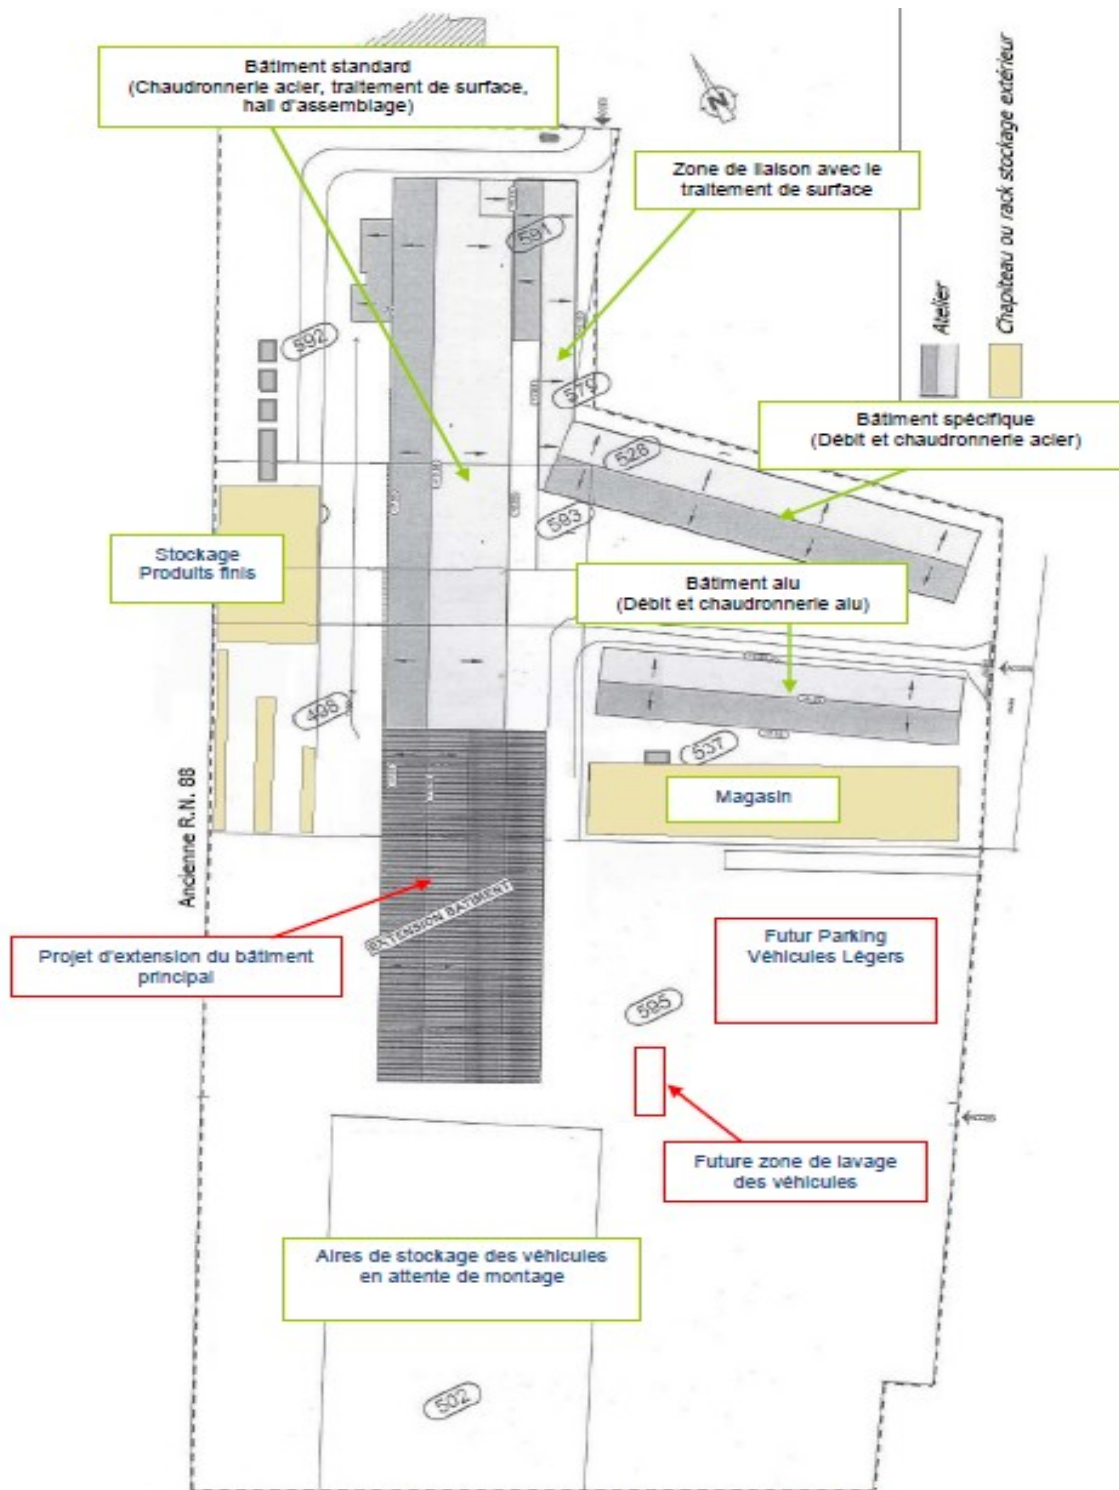 Bâtiment standard
(Chaudronnerie acier, traitement de surface,
hall d'assemblage)
N
Zone de liaison avec le
traitement de surface
Atelier
Chapiteau ou rack stockage extérieur
591
592
579
Bâtiment spécifique
(Débit et chaudronnerie acier)
528
593
Stockage
Produits finis
Bâtiment alu
(Débit et chaudronnerie alu)
498
537
Magasin
Ancienne R.N. 88
EXTENSION BATIMENT
Projet d'extension du bâtiment
principal
Futur Parking
Véhicules Légers
595
Future zone de lavage
des véhicules
Aires de stockage des véhicules
en attente de montage
502